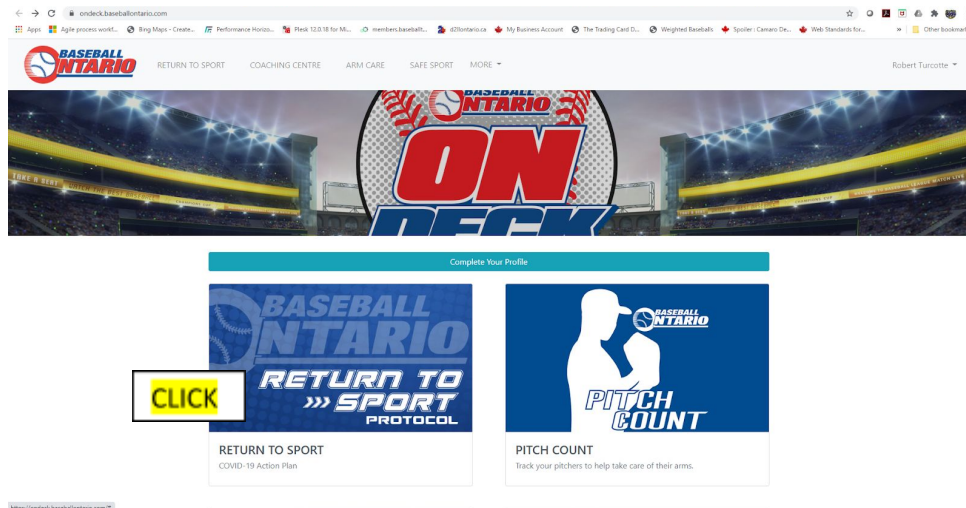 ondeck.baseballontario.com
Apps Agile process workf... Bing Maps - Create... Performance Horizo... Plesk 12.0.18 for Mi... members.baseballt... d2llontario.ca My Business Account The Trading Card D... Weighted Baseballs Spoiler : Camaro De... Web Standards for... » Other bookmar
BASEBALL ONTARIO
RETURN TO SPORT COACHING CENTRE ARM CARE SAFE SPORT MORE Robert Turcotte
BASEBALL
ONTARIO
ON
DECK
TAKE A SEAT
Complete Your Profile
BASEBALL
ONTARIO
RETURN TO
»» SPORT
PROTOCOL
CLICK
RETURN TO SPORT
COVID-19 Action Plan
BASEBALL
ONTARIO
PITCH
COUNT
PITCH COUNT
Track your pitchers to help take care of their arms.